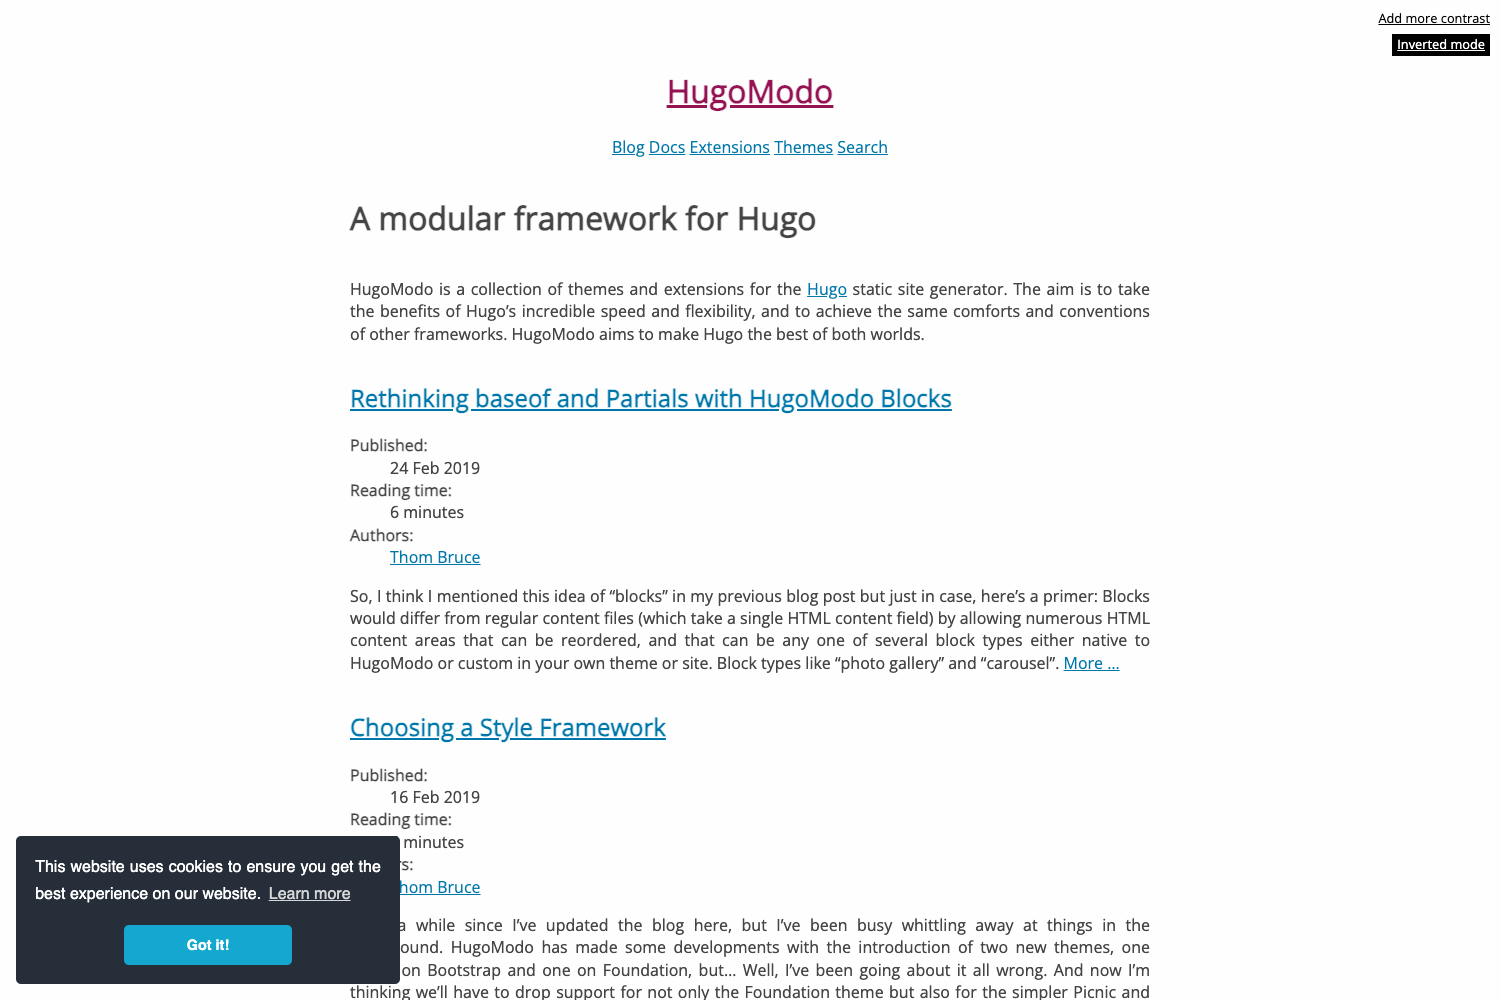 Add more contrast
Inverted mode
HugoModo
Blog Docs Extensions Themes Search
A modular framework for Hugo
HugoModo is a collection of themes and extensions for the Hugo static site generator. The aim is to take
the benefits of Hugo’s incredible speed and flexibility, and to achieve the same comforts and conventions
of other frameworks. HugoModo aims to make Hugo the best of both worlds.
Rethinking baseof and Partials with HugoModo Blocks
Published:
24 Feb 2019
Reading time:
6 minutes
Authors:
Thom Bruce
So, I think I mentioned this idea of “blocks” in my previous blog post but just in case, here’s a primer: Blocks
would differ from regular content files (which take a single HTML content field) by allowing numerous HTML
content areas that can be reordered, and that can be any one of several block types either native to
HugoModo or custom in your own theme or site. Block types like “photo gallery” and “carousel”. More …
Choosing a Style Framework
Published:
16 Feb 2019
Reading time:
minutes
Bruce
a while since I’ve updated the blog here, but I’ve been busy whittling away at things in the
HugoModo has made some developments with the introduction of two new themes, one
on Bootstrap and one on Foundation, but… Well, I’ve been going about it all wrong. And now I’m
thinking we’ll have to drop support for not only the Foundation theme but also for the simpler Picnic and
This website uses cookies to ensure you get the
best experience on our website. Learn more
Got it!